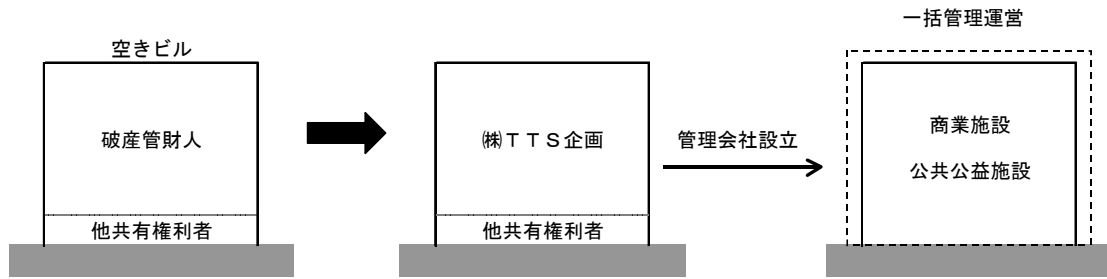 空きビル
破産管財人
他共有権利者
㈱ＴＴＳ企画
他共有権利者
管理会社設立
一括管理運営
商業施設
公共公益施設